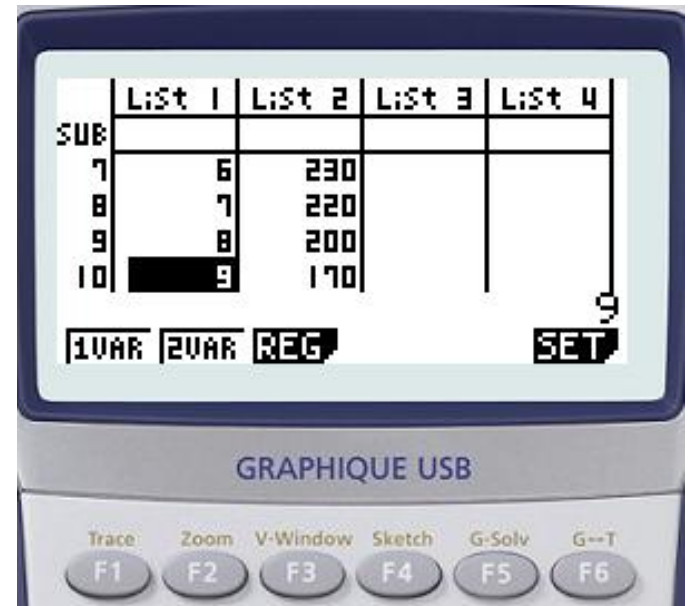 LiSt 1 LiSt 2 LiSt 3 LiSt 4
SUB
7 6 230
8 7 220
9 8 200
10 9 170
9
1VAR 2VAR REG SET
GRAPHIQUE USB
Trace Zoom V-Window Sketch G-Solv G↔T
F1 F2 F3 F4 F5 F6